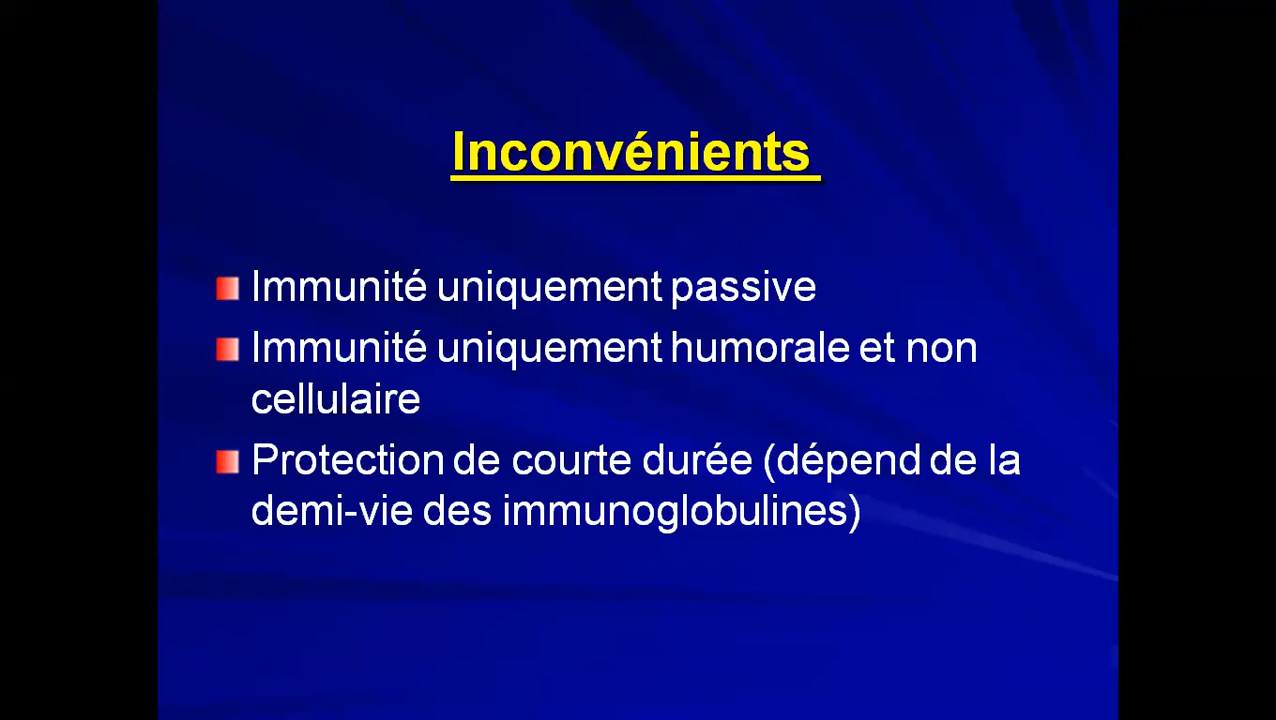 Inconvénients
Immunité uniquement passive
Immunité uniquement humorale et non
cellulaire
Protection de courte durée (dépend de la
demi-vie des immunoglobulines)